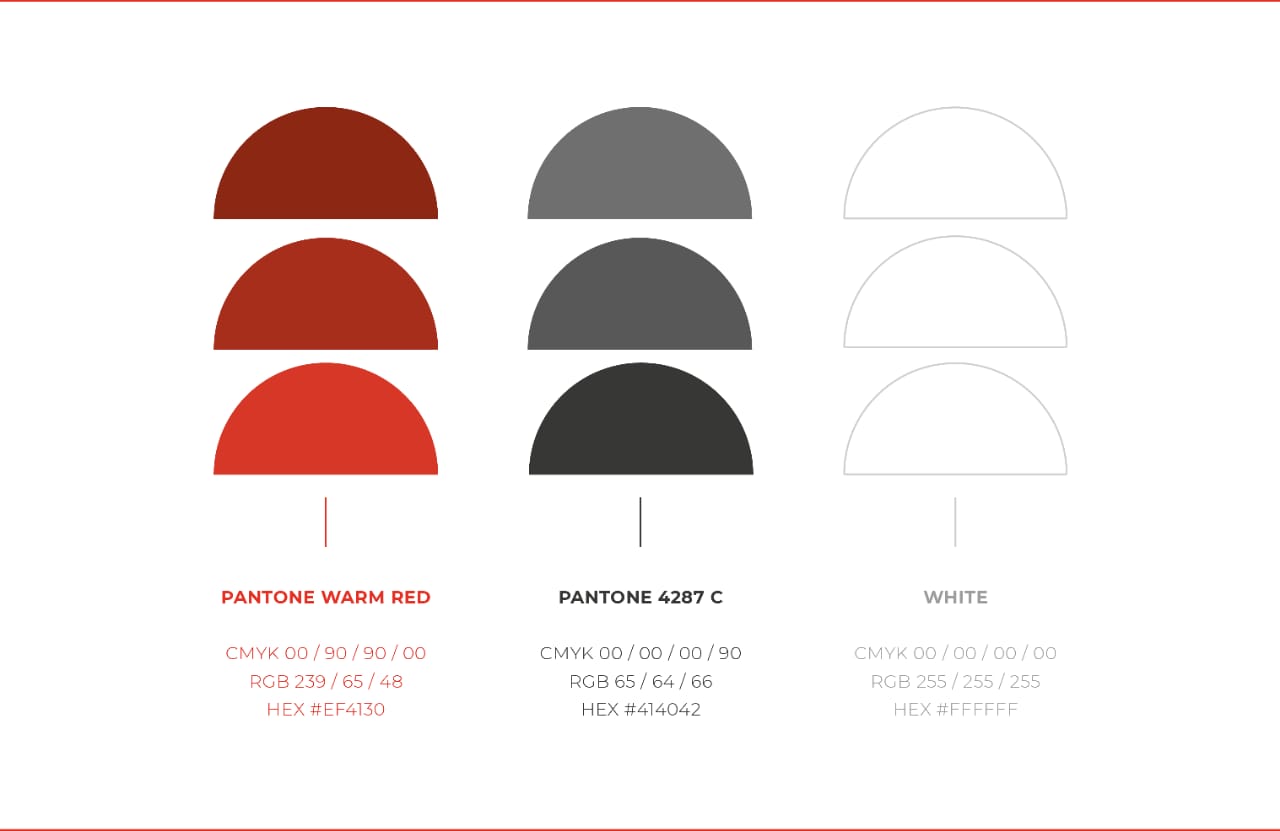 PANTONE WARM RED
CMYK 00 / 90 / 90 / 00
RGB 239 / 65 / 48
HEX #EF4130
PANTONE 4287 C
CMYK 00 / 00 / 00 / 90
RGB 65 / 64 / 66
HEX #414042
WHITE
CMYK 00 / 00 / 00 / 00
RGB 255 / 255 / 255
HEX #FFFFFF